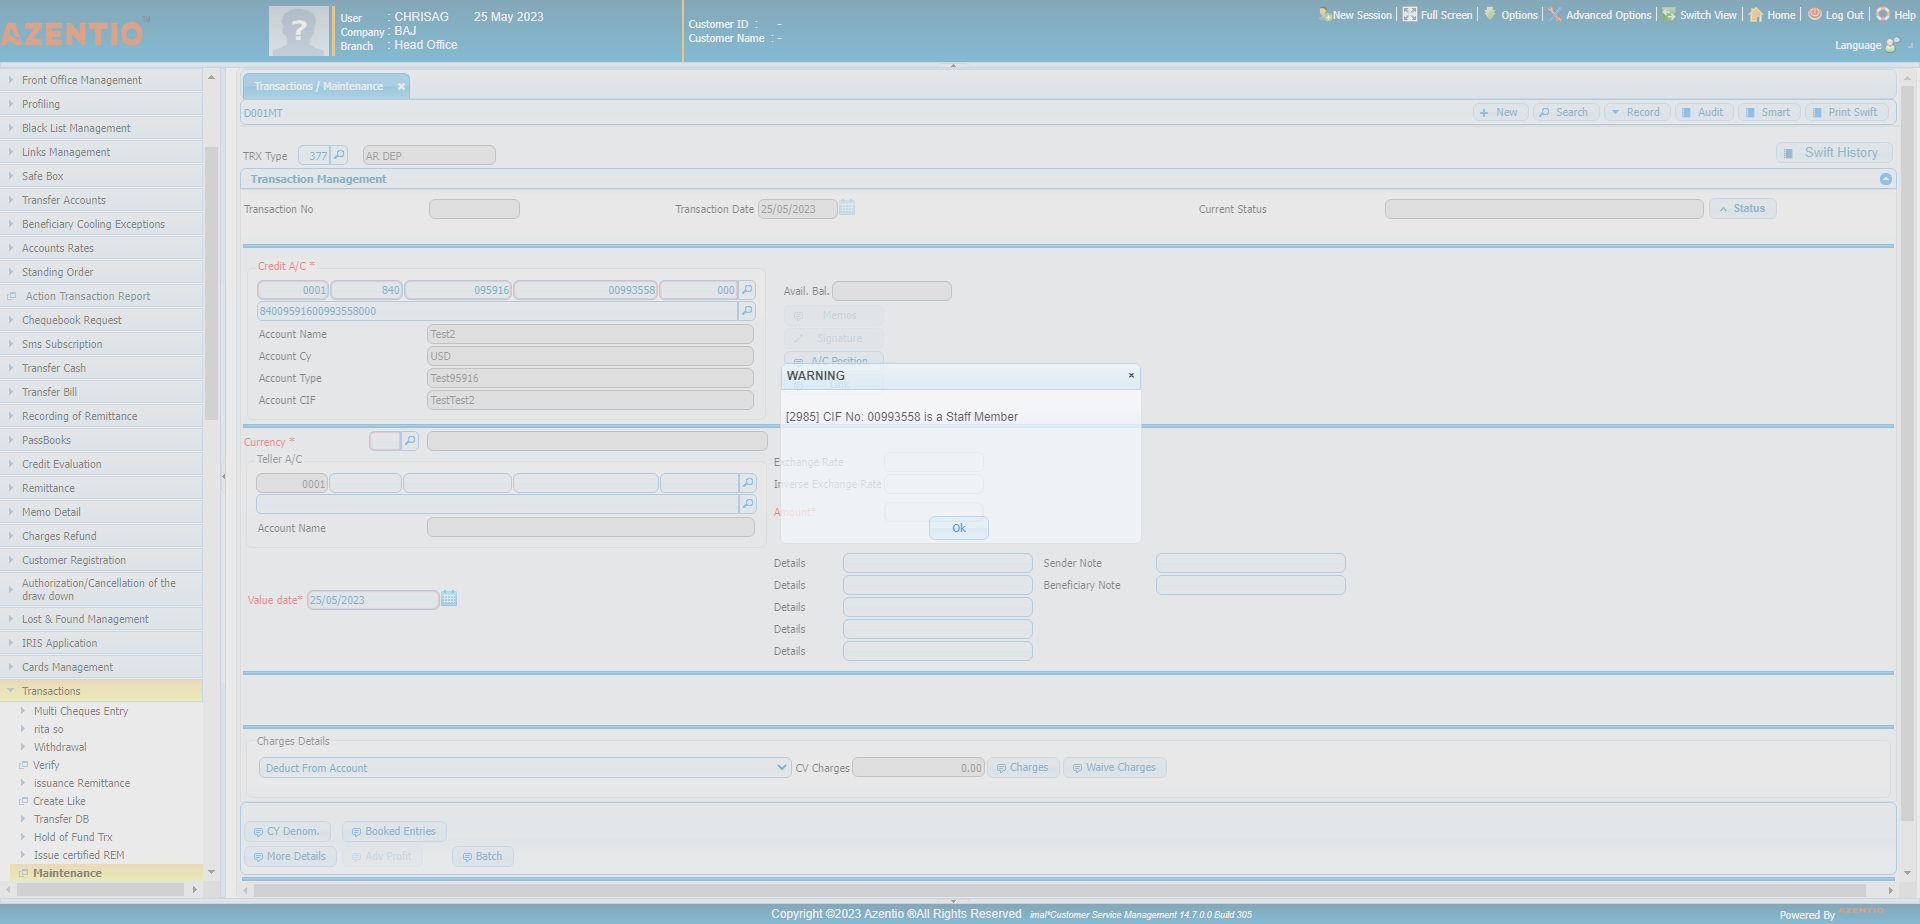 AZENTIO™
User : CHRISAG 25 May 2023
Company : BAJ
Branch : Head Office
Customer ID : -
Customer Name : -
New Session Full Screen Options Advanced Options Switch View Home Log Out Help
Language
Front Office Management
Profiling
Black List Management
Links Management
Safe Box
Transfer Accounts
Beneficiary Cooling Exceptions
Accounts Rates
Standing Order
Action Transaction Report
Chequebook Request
Sms Subscription
Transfer Cash
Transfer Bill
Recording of Remittance
PassBooks
Credit Evaluation
Remittance
Memo Detail
Charges Refund
Customer Registration
Authorization/Cancellation of the
draw down
Lost & Found Management
IRIS Application
Cards Management
Transactions
Multi Cheques Entry
rita so
Withdrawal
Verify
issuance Remittance
Create Like
Transfer DB
Hold of Fund Trx
Issue certified REM
Maintenance
Transactions / Maintenance ×
D001MT New Search Record Audit Smart Print Swift
TRX Type 377 AR DEP Swift History
Transaction Management
Transaction No Transaction Date 25/05/2023 Current Status Status
Credit A/C *
0001 840 095916 00993558 000
84009591600993558000
Avail. Bal.
Memos
Signature
A/C Position
Account Name Test2
Account Cy USD
Account Type Test95916
Account CIF TestTest2
WARNING ×
[2985] CIF No: 00993558 is a Staff Member
Ok
Currency *
Teller A/C
0001
Account Name
Exchange Rate
Inverse Exchange Rate
Amount*
Value date* 25/05/2023
Details Sender Note
Details Beneficiary Note
Details
Details
Details
Charges Details
Deduct From Account CV Charges 0.00 Charges Waive Charges
CY Denom. Booked Entries
More Details Adv Profit Batch
Copyright ©2023 Azentio ®All Rights Reserved imal*Customer Service Management 14.7.0.0 Build 305
Powered By AZENTIO